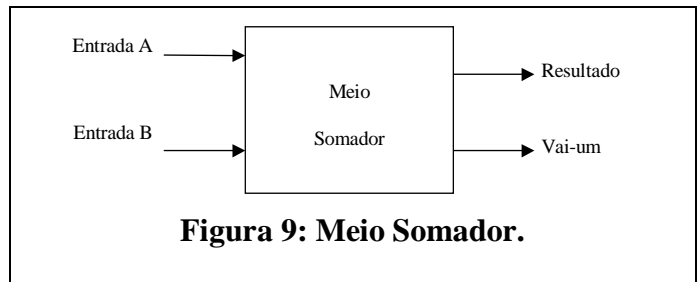 Entrada A
Resultado
Meio
Entrada B
Somador
Vai-um
Figura 9: Meio Somador.